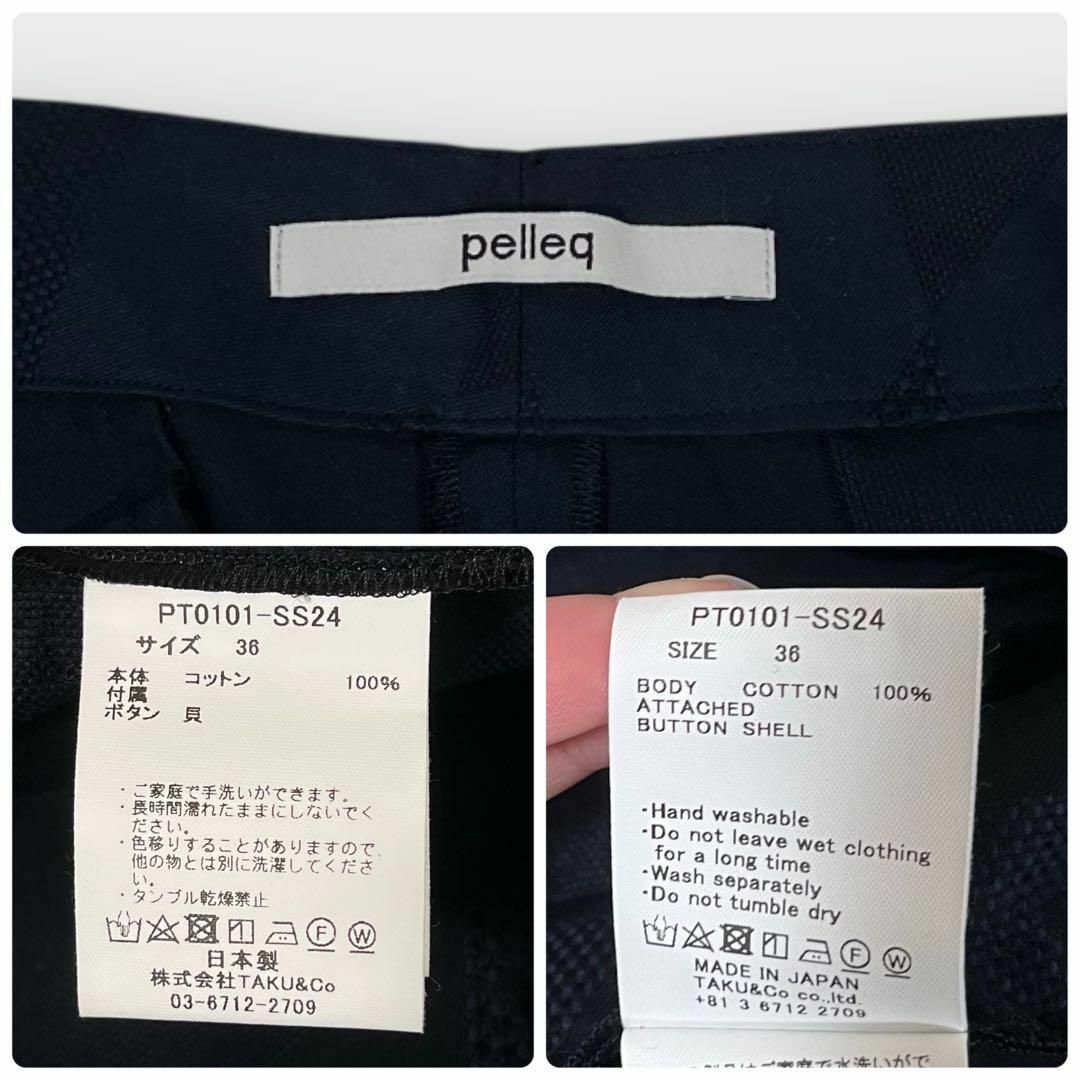 pelleq
PT0101-SS24
サイズ 36
本体 コットン 100%
付属
ボタン 貝
・ご家庭で手洗いができます。
・長時間濡れたままにしないでく
ださい。
・色移りすることがありますので、
他の物とは別に洗濯してくださ
い。
・タンブル乾燥禁止
F W
日本製
株式会社TAKU&Co
03-6712-2709
PT0101-SS24
SIZE 36
BODY COTTON 100%
ATTACHED
BUTTON SHELL
・Hand washable
・Do not leave wet clothing
for a long time
・Wash separately
・Do not tumble dry
F W
MADE IN JAPAN
TAKU&Co co.,ltd.
+81 3 6712 2709